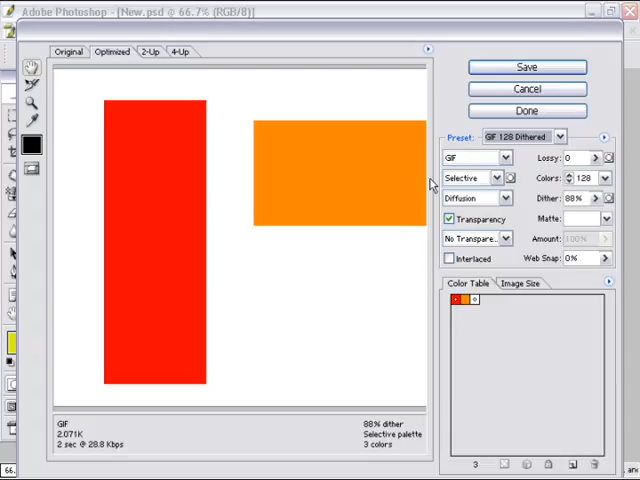 Adobe Photoshop - [New.psd @ 66.7% (RGB/8)]
Original Optimized 2-Up 4-Up
Save
Cancel
Done
Preset: GIF 128 Dithered
GIF Lossy: 0
Selective Colors: 128
Diffusion Dither: 88%
Transparency Matte:
No Transpare... Amount: 100%
Interlaced Web Snap: 0%
Color Table Image Size
GIF 88% dither
2.071K Selective palette
2 sec @ 28.8 Kbps 3 colors
3
66.
, and